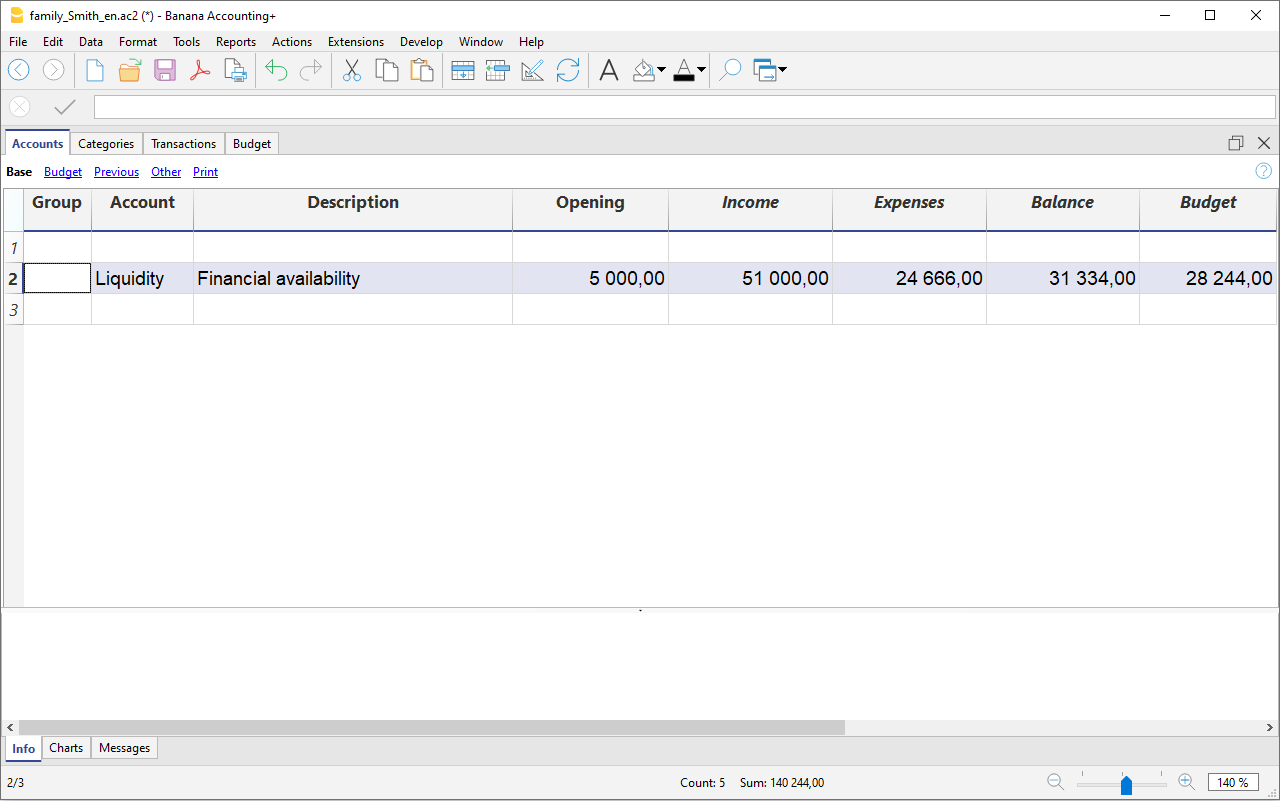 family_Smith_en.ac2 (*) - Banana Accounting+
File Edit Data Format Tools Reports Actions Extensions Develop Window Help
Accounts Categories Transactions Budget
Base Budget Previous Other Print
Group Account Description Opening Income Expenses Balance Budget
1
2 Liquidity Financial availability 5 000,00 51 000,00 24 666,00 31 334,00 28 244,00
3
Info Charts Messages
2/3 Count: 5 Sum: 140 244,00 140 %